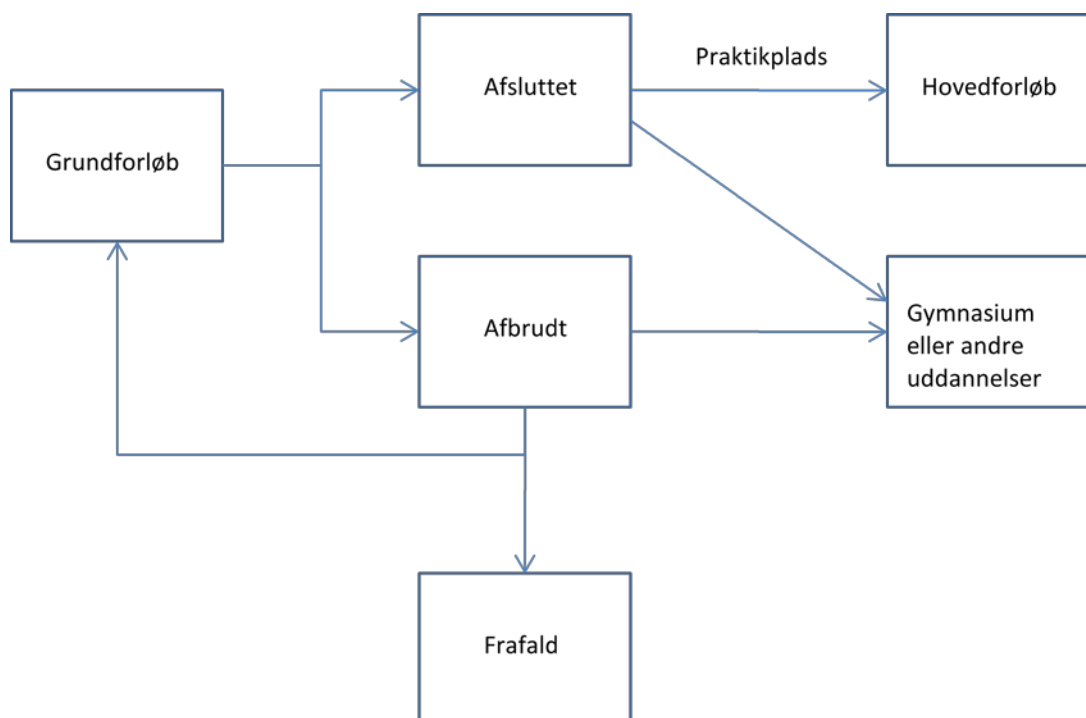 Afsluttet
Praktikplads
Hovedforløb
Grundforløb
Afbrudt
Gymnasium
eller andre
uddannelser
Frafald